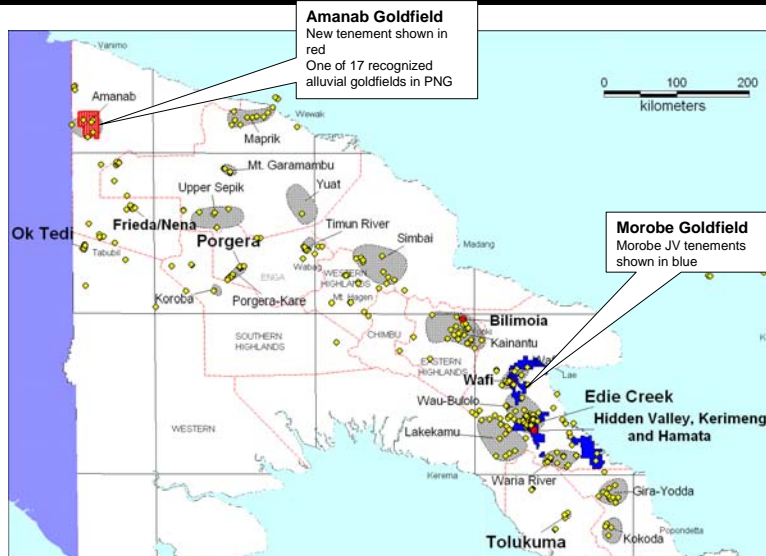 Amanab Goldfield
New tenement shown in
red
One of 17 recognized
alluvial goldfields in PNG
Vanimo
Amanab
Wewak
Maprik
0 100 200
kilometers
Mt. Garamambu
Upper Sepik
Yuat
Morobe Goldfield
Morobe JV tenements
shown in blue
Frieda/Nena
Timun River
Simbai
Ok Tedi
Tabubil
Porgera
Madang
Wabag
ENGA
WESTERN
HIGHLANDS
Koroba
Porgera-Kare
Mt. Hagen
Bilimoia
SOUTHERN
HIGHLANDS
CHIMBU
Kainantu
EASTERN
HIGHLANDS
Wafi
Lae
Wau-Bulolo
Edie Creek
Hidden Valley, Kerimeng
and Hamata
WESTERN
Lakekamu
Kerema
Waria River
Gira-Yodda
Popondetta
Tolukuma
Kokoda